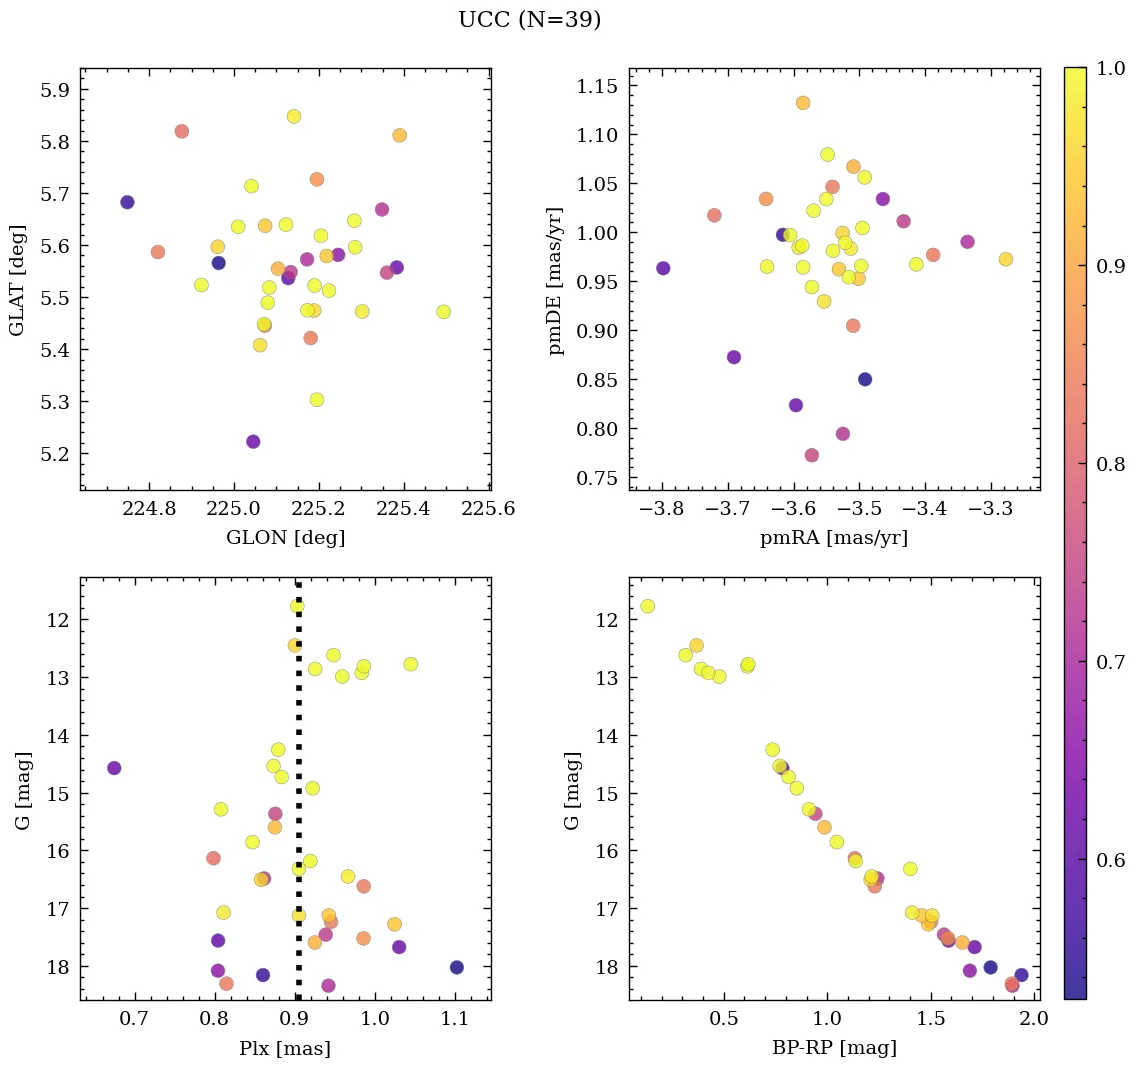 UCC (N=39)
5.9
5.8
5.7
5.6
5.5
5.4
5.3
5.2
GLAT [deg]
224.8 225.0 225.2 225.4 225.6
GLON [deg]
1.15
1.10
1.05
1.00
0.95
0.90
0.85
0.80
0.75
pmDE [mas/yr]
−3.8 −3.7 −3.6 −3.5 −3.4 −3.3
pmRA [mas/yr]
1.0
0.9
0.8
0.7
0.6
12
13
14
15
16
17
18
G [mag]
0.7 0.8 0.9 1.0 1.1
Plx [mas]
12
13
14
15
16
17
18
G [mag]
0.5 1.0 1.5 2.0
BP-RP [mag]